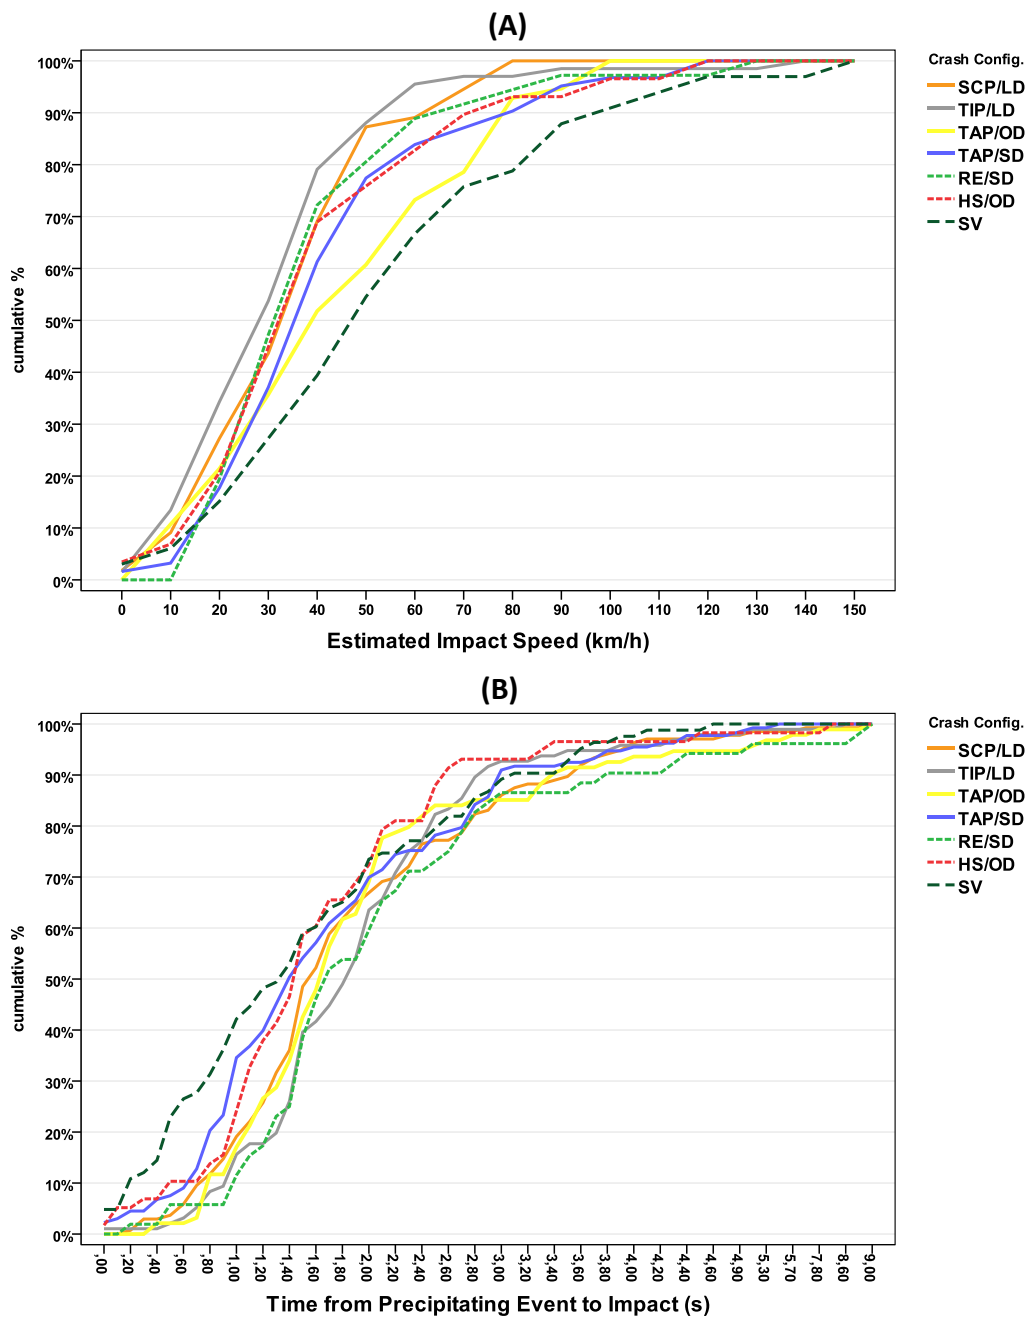 (A)
100%
90%
80%
70%
60%
50%
40%
30%
20%
10%
0%
cumulative %
0 10 20 30 40 50 60 70 80 90 100 110 120 130 140 150
Estimated Impact Speed (km/h)
Crash Config.
SCP/LD
TIP/LD
TAP/OD
TAP/SD
RE/SD
HS/OD
SV
(B)
100%
90%
80%
70%
60%
50%
40%
30%
20%
10%
0%
cumulative %
,00 ,20 ,40 ,60 ,80 1,00 1,20 1,40 1,60 1,80 2,00 2,20 2,40 2,60 2,80 3,00 3,20 3,40 3,60 3,80 4,00 4,20 4,40 4,60 4,90 5,30 5,70 7,80 8,60 9,00
Time from Precipitating Event to Impact (s)
Crash Config.
SCP/LD
TIP/LD
TAP/OD
TAP/SD
RE/SD
HS/OD
SV